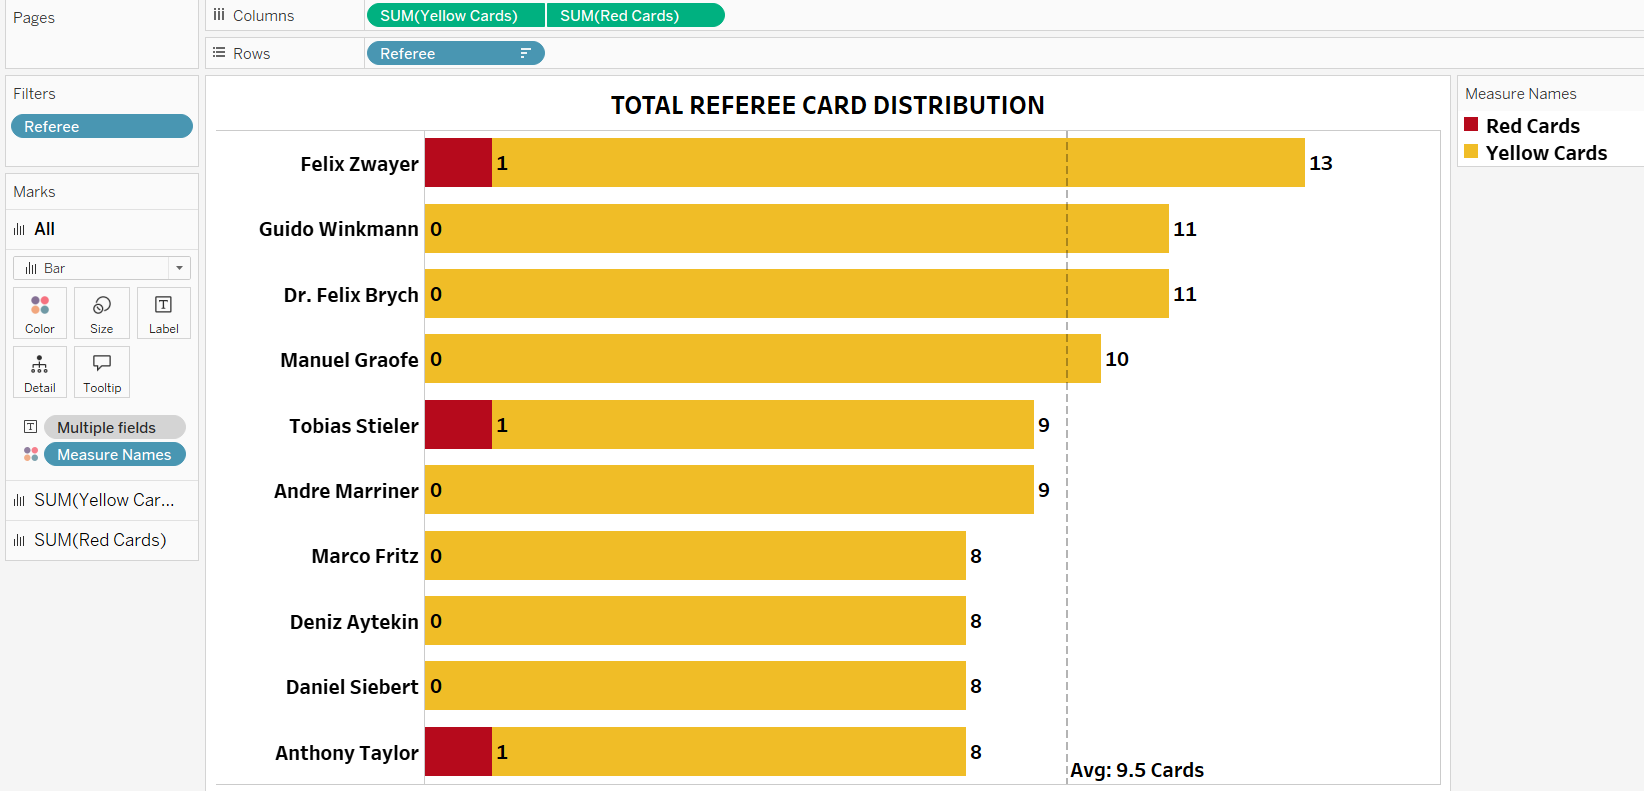 Pages
Columns
SUM(Yellow Cards)
SUM(Red Cards)
Rows
Referee
Filters
Referee
Marks
All
Bar
Color
Size
Label
Detail
Tooltip
Multiple fields
Measure Names
SUM(Yellow Car...
SUM(Red Cards)
TOTAL REFEREE CARD DISTRIBUTION
Felix Zwayer 1 13
Guido Winkmann 0 11
Dr. Felix Brych 0 11
Manuel Graofe 0 10
Tobias Stieler 1 9
Andre Marriner 0 9
Marco Fritz 0 8
Deniz Aytekin 0 8
Daniel Siebert 0 8
Anthony Taylor 1 8
Avg: 9.5 Cards
Measure Names
Red Cards
Yellow Cards